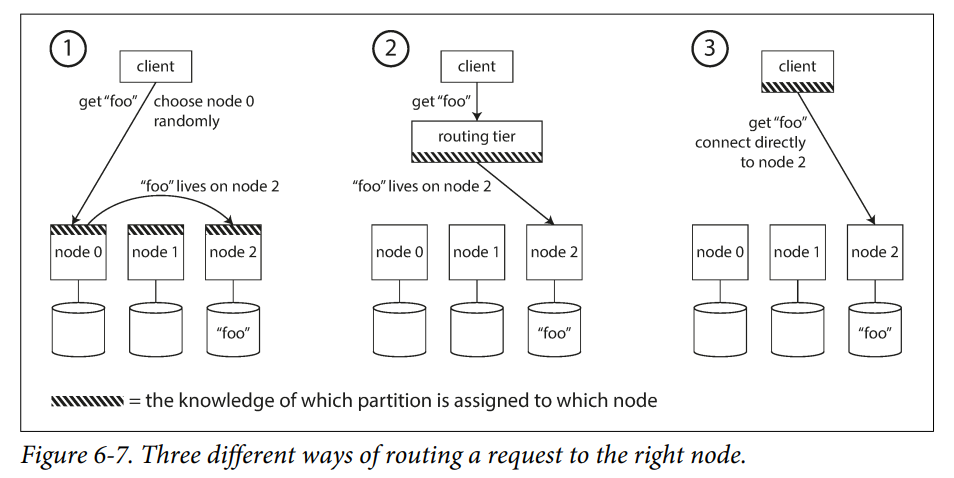 1
client
get “foo”
choose node 0
randomly
“foo” lives on node 2
node 0
node 1
node 2
“foo”
2
client
get “foo”
routing tier
“foo” lives on node 2
node 0
node 1
node 2
“foo”
3
client
get “foo”
connect directly
to node 2
node 0
node 1
node 2
“foo”
= the knowledge of which partition is assigned to which node
Figure 6-7. Three different ways of routing a request to the right node.